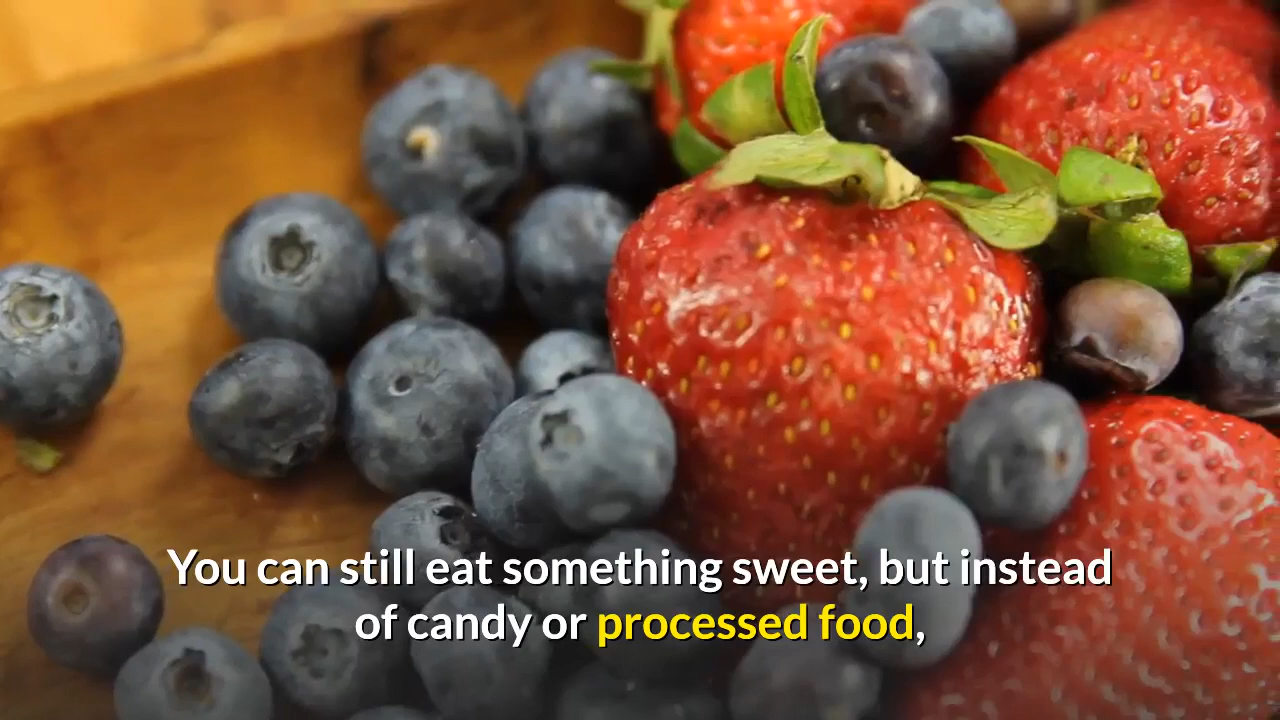 You can still eat something sweet, but instead
of candy or processed food,